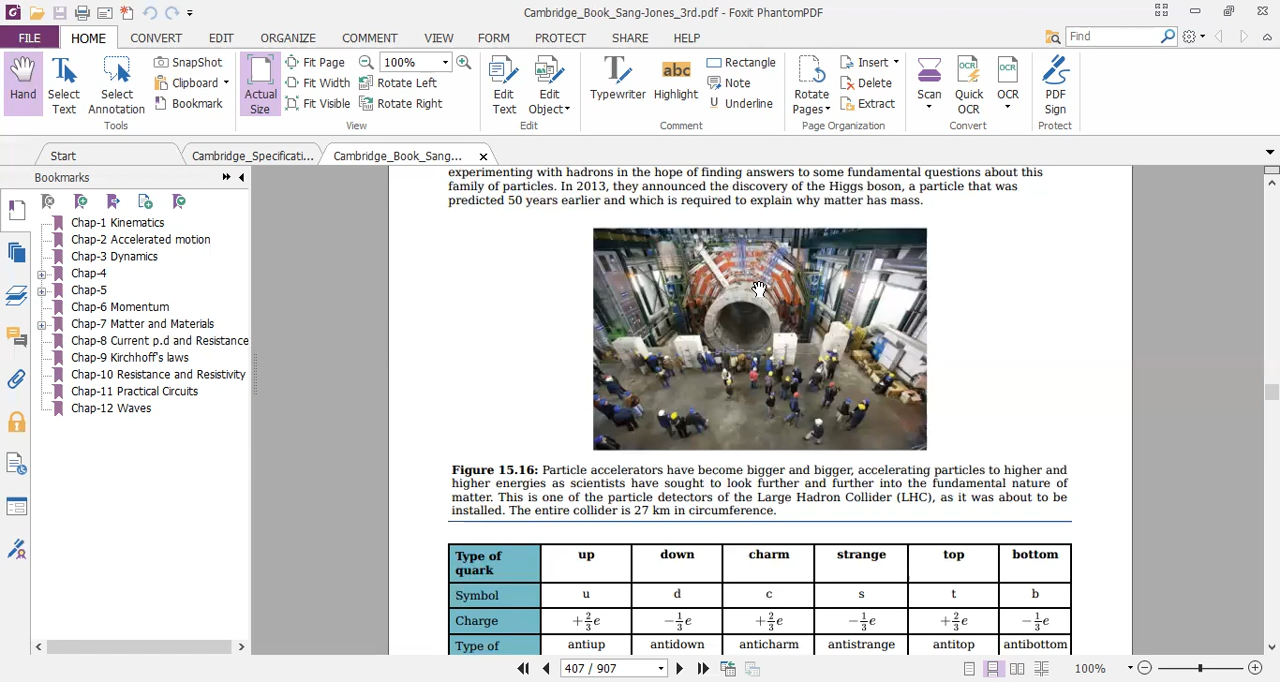 Cambridge_Book_Sang-Jones_3rd.pdf - Foxit PhantomPDF
FILE HOME CONVERT EDIT ORGANIZE COMMENT VIEW FORM PROTECT SHARE HELP Find
Hand
Select Text
Select Annotation
SnapShot
Clipboard
Bookmark
Tools
Actual Size
Fit Page
Fit Width
Fit Visible
100%
Rotate Left
Rotate Right
View
Edit Text
Edit Object
Edit
Typewriter
abc
Highlight
Rectangle
Note
U Underline
Comment
Rotate Pages
Insert
Delete
Extract
Page Organization
Scan
OCR
Quick OCR
OCR
OCR
Convert
PDF Sign
Protect
Start Cambridge_Specificati... Cambridge_Book_Sang...
Bookmarks
Chap-1 Kinematics
Chap-2 Accelerated motion
Chap-3 Dynamics
Chap-4
Chap-5
Chap-6 Momentum
Chap-7 Matter and Materials
Chap-8 Current p.d and Resistance
Chap-9 Kirchhoff's laws
Chap-10 Resistance and Resistivity
Chap-11 Practical Circuits
Chap-12 Waves
experimenting with hadrons in the hope of finding answers to some fundamental questions about this
family of particles. In 2013, they announced the discovery of the Higgs boson, a particle that was
predicted 50 years earlier and which is required to explain why matter has mass.
Figure 15.16: Particle accelerators have become bigger and bigger, accelerating particles to higher and
higher energies as scientists have sought to look further and further into the fundamental nature of
matter. This is one of the particle detectors of the Large Hadron Collider (LHC), as it was about to be
installed. The entire collider is 27 km in circumference.
Type of quark up down charm strange top bottom
Symbol u d c s t b
Charge +2/3e −1/3e +2/3e −1/3e +2/3e −1/3e
Type of antiup antidown anticharm antistrange antitop antibottom
407 / 907
100%